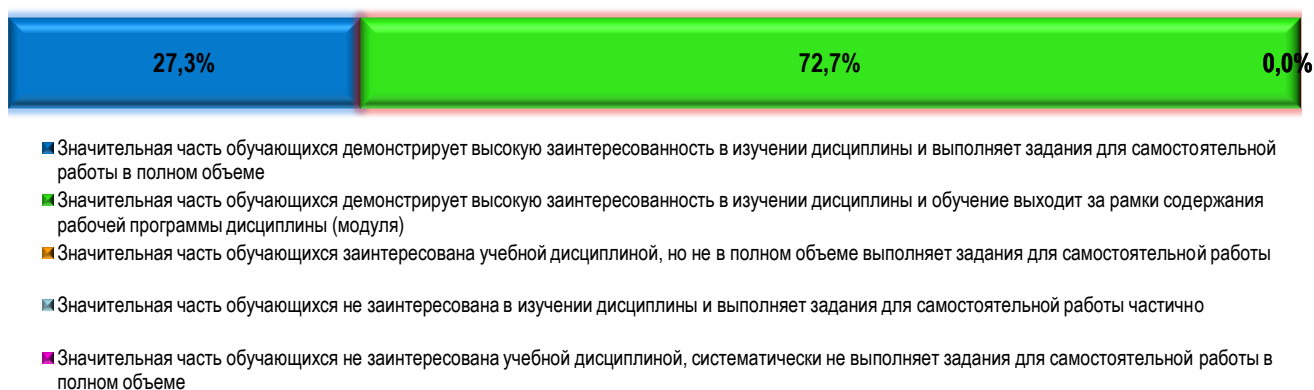 27,3% 72,7% 0,0%
Значительная часть обучающихся демонстрирует высокую заинтересованность в изучении дисциплины и выполняет задания для самостоятельной
работы в полном объеме
Значительная часть обучающихся демонстрирует высокую заинтересованность в изучении дисциплины и обучение выходит за рамки содержания
рабочей программы дисциплины (модуля)
Значительная часть обучающихся заинтересована учебной дисциплиной, но не в полном объеме выполняет задания для самостоятельной работы
Значительная часть обучающихся не заинтересована в изучении дисциплины и выполняет задания для самостоятельной работы частично
Значительная часть обучающихся не заинтересована учебной дисциплиной, систематически не выполняет задания для самостоятельной работы в
полном объеме